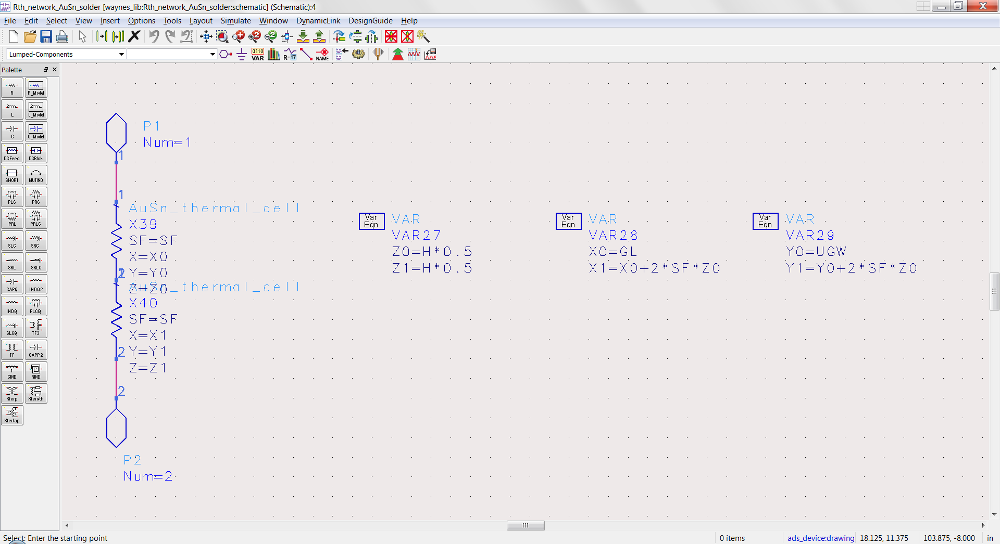 Rth_network_AuSn_solder [waynes_lib:Rth_network_AuSn_solder:schematic] (Schematic):4
File Edit Select View Insert Options Tools Layout Simulate Window DynamicLink DesignGuide Help
Lumped-Components
0110
VAR
R=17
NAME
Palette
R R_Model
L L_Model
C C_Model
DCFeed DCBlck
SHORT MUTIND
PLC PRC
PRL PRLC
SLC SRC
SRL SRLC
CAPQ INDQ2
INDQ PLCQ
SLCQ TF3
TF CAPP2
CIND RIND
Xferp Xferuth
Xfertap
P1
Num=1
1
1
AuSn_thermal_cell
X39
SF=SF
X=X0
Y=Y0
Z=Z0
2
AuSn_thermal_cell
X40
SF=SF
X=X1
Y=Y1
Z=Z1
2
2
P2
Num=2
Var
Eqn
VAR
VAR27
Z0=H*0.5
Z1=H*0.5
Var
Eqn
VAR
VAR28
X0=GL
X1=X0+2*SF*Z0
Var
Eqn
VAR
VAR29
Y0=UGW
Y1=Y0+2*SF*Z0
Select: Enter the starting point
0 items
ads_device:drawing
18.125, 11.375
103.875, -8.000
in